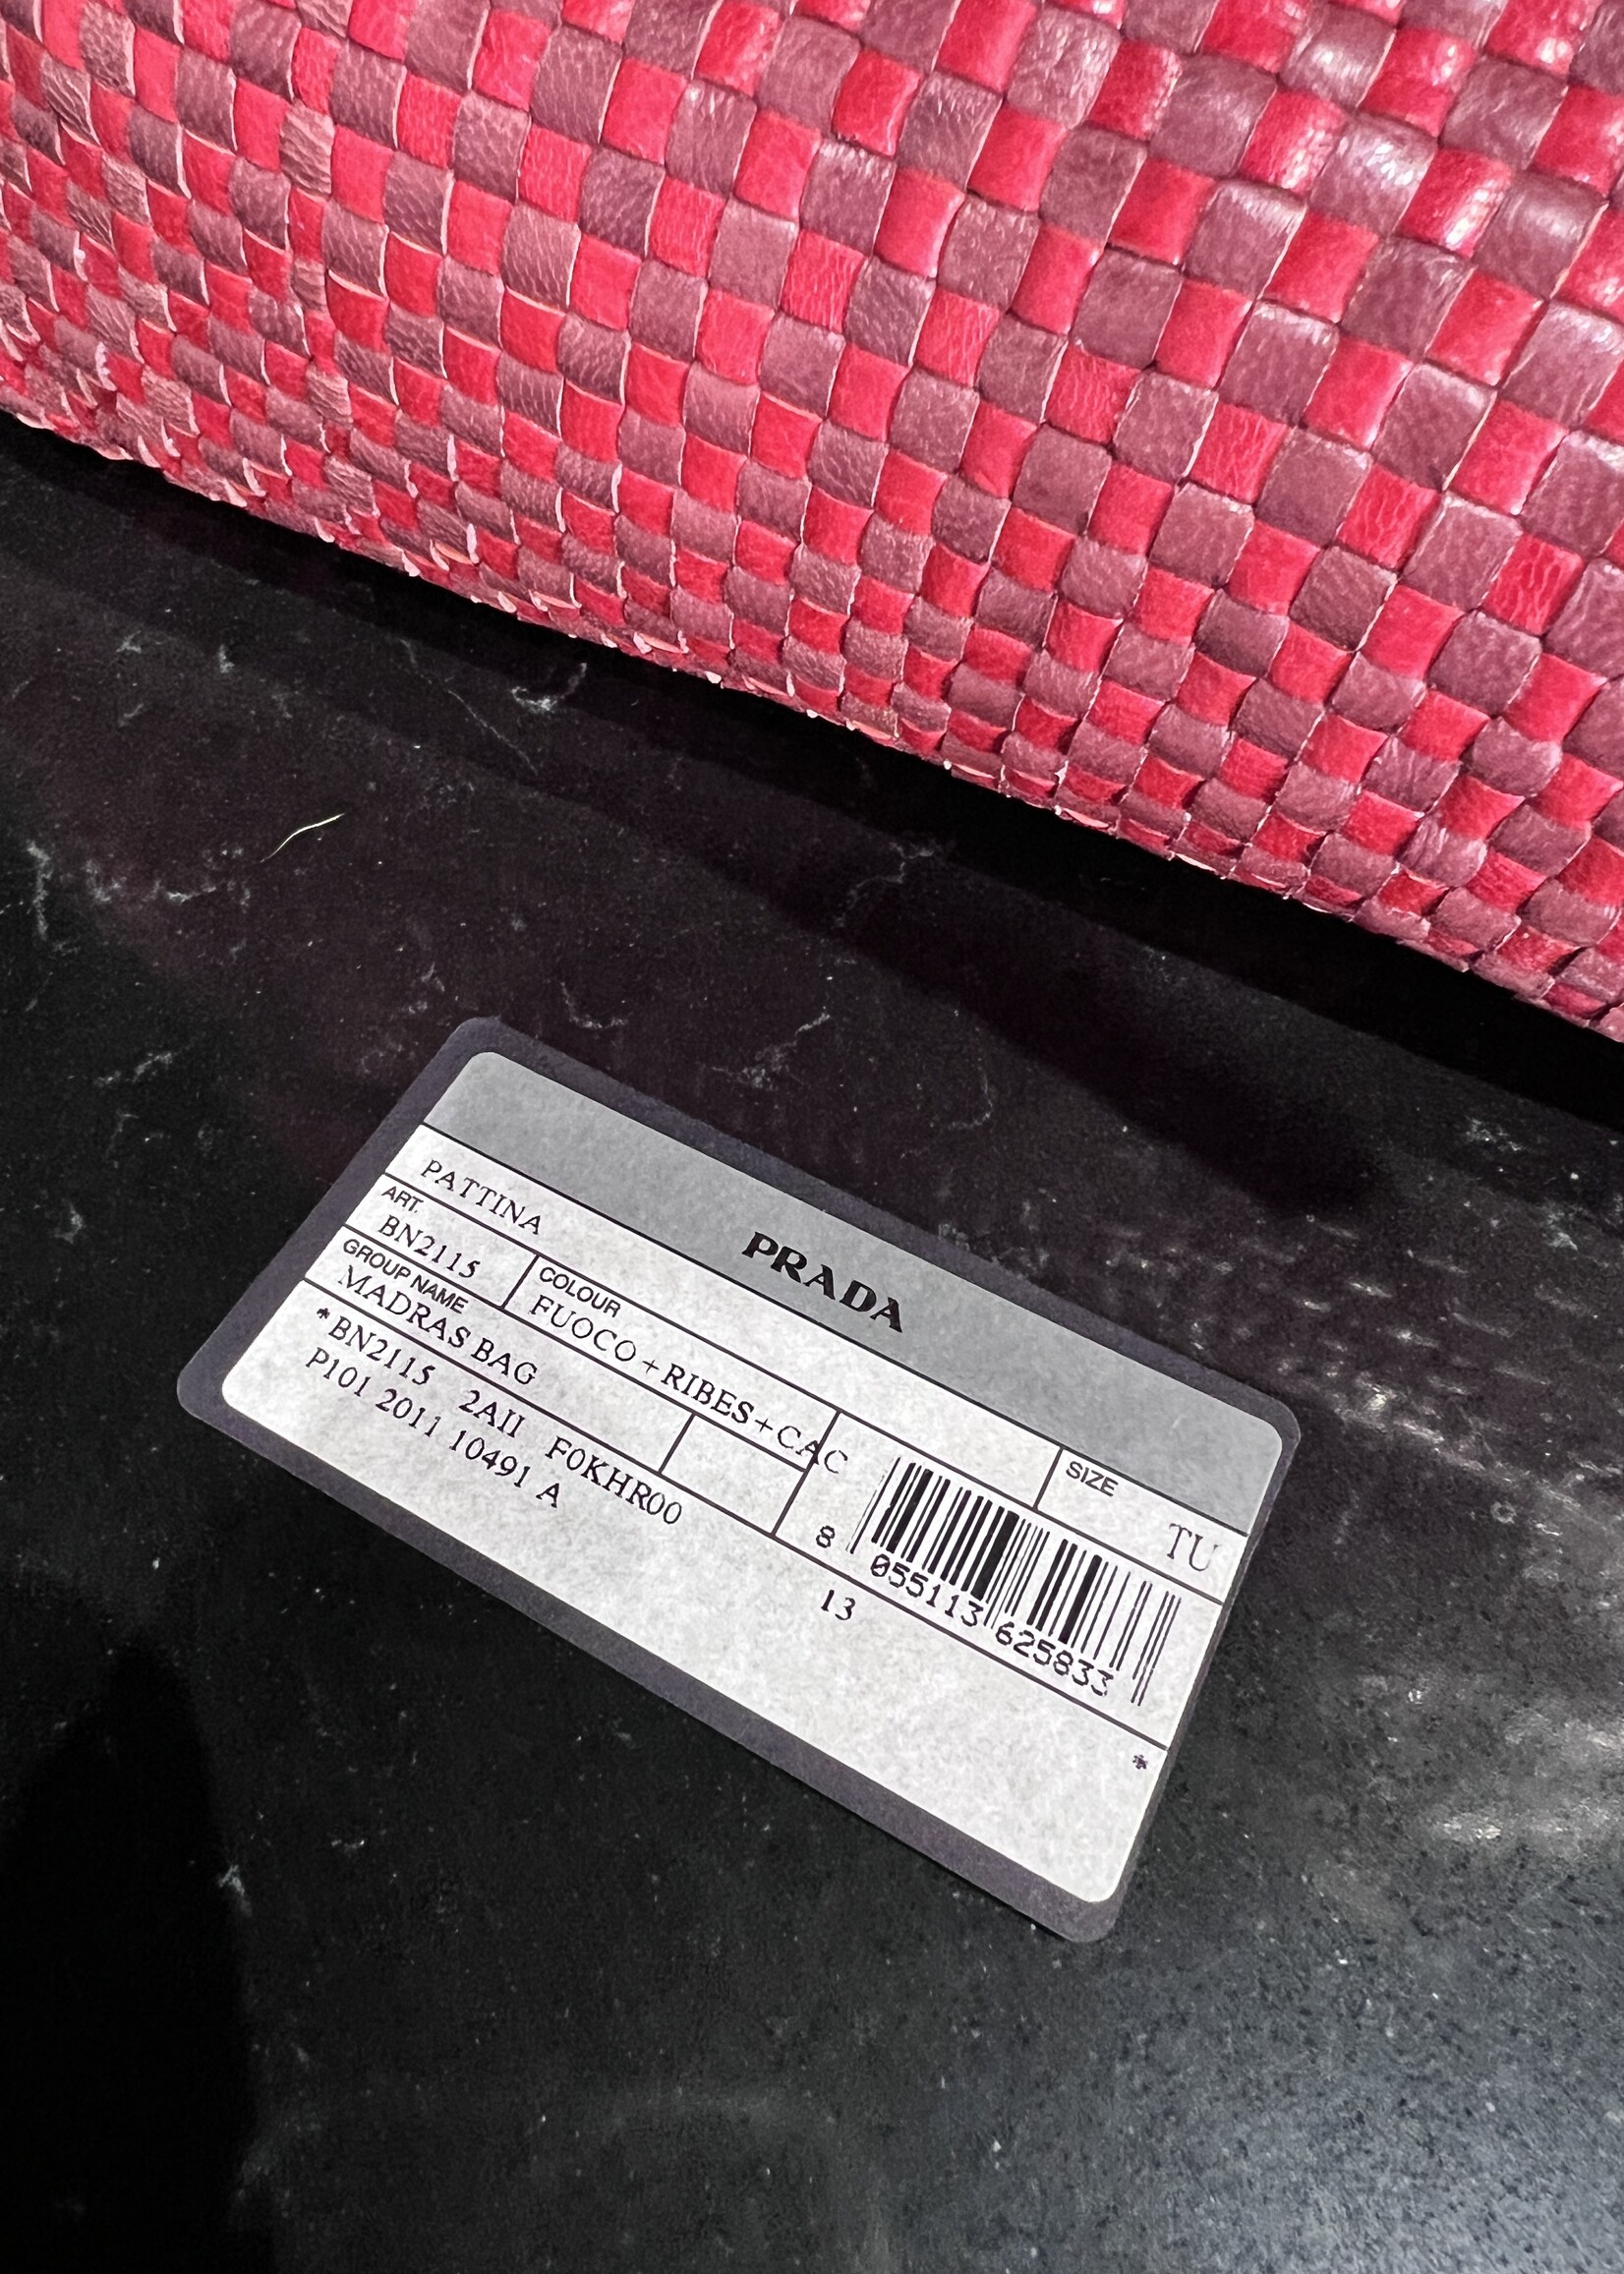 PRADA
PATTINA
ART.
BN2115
COLOUR
FUOCO+RIBES+CAC
SIZE
TU
GROUP NAME
MADRAS BAG
8 055113 625833
*BN2115 2AII F0KHR00 13 *
P101 2011 10491 A